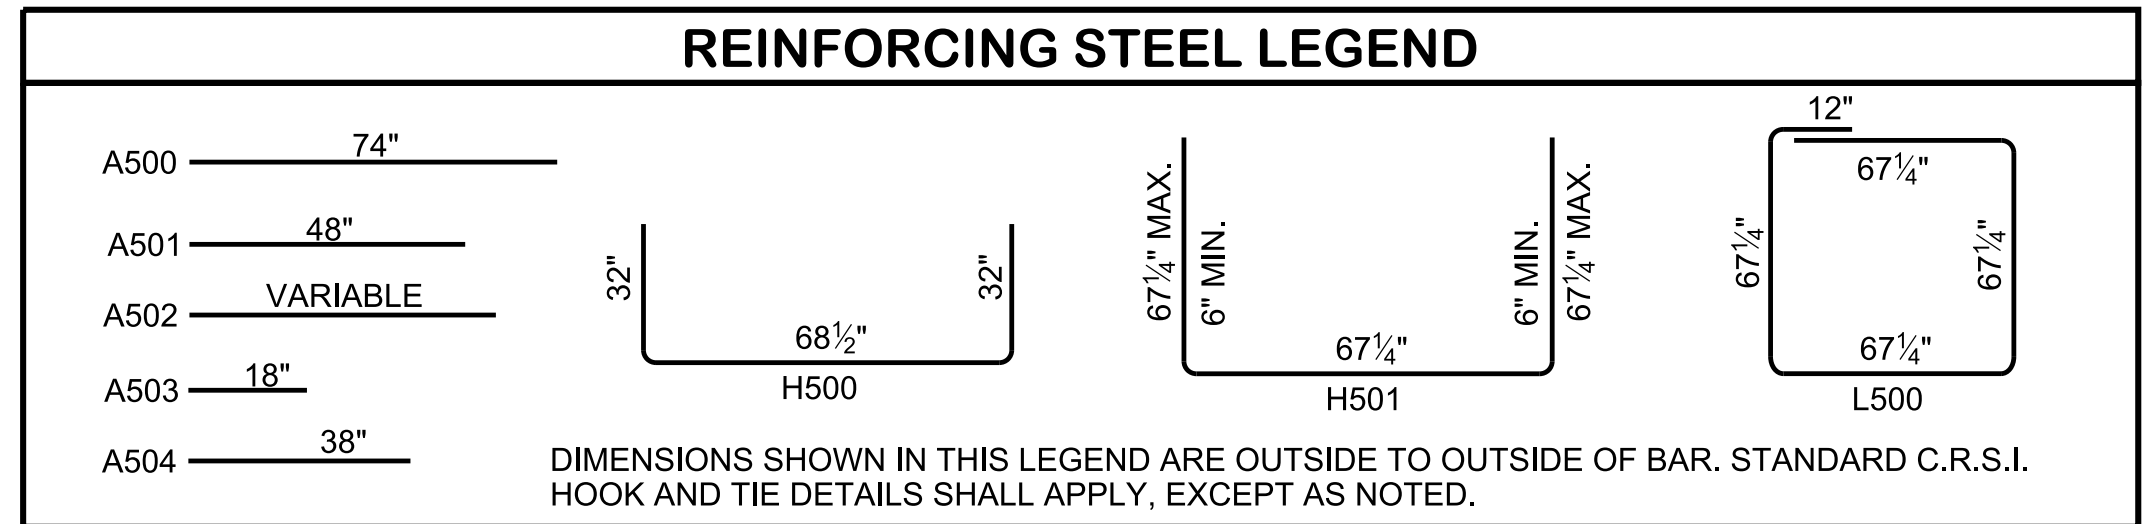 REINFORCING STEEL LEGEND
A500 74"
A501 48"
A502 VARIABLE
A503 18"
A504 38"
32"
32"
68½"
H500
67¼" MAX.
6" MIN.
6" MIN.
67¼" MAX.
67¼"
H501
12"
67¼"
67¼"
67¼"
67¼"
L500
DIMENSIONS SHOWN IN THIS LEGEND ARE OUTSIDE TO OUTSIDE OF BAR. STANDARD C.R.S.I.
HOOK AND TIE DETAILS SHALL APPLY, EXCEPT AS NOTED.